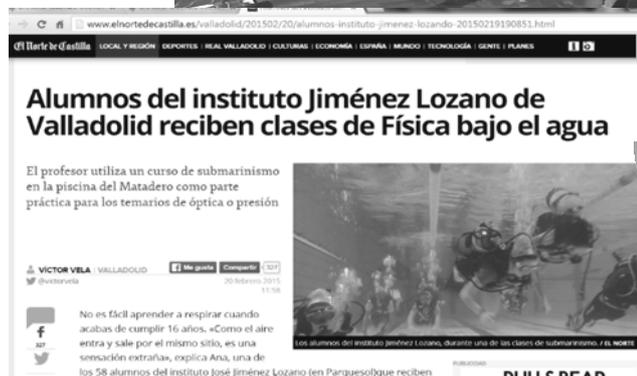 www.elnortedecastilla.es/valladolid/201502/20/alumnos-instituto-jimenez-lozando-20150219190851.html
El Norte de Castilla LOCAL Y REGIÓN DEPORTES | REAL VALLADOLID | CULTURAS | ECONOMÍA | ESPAÑA | MUNDO | TECNOLOGÍA | GENTE | PLANES
Alumnos del instituto Jiménez Lozano de
Valladolid reciben clases de Física bajo el agua
El profesor utiliza un curso de submarinismo
en la piscina del Matadero como parte
práctica para los temarios de óptica o presión
VÍCTOR VELA | VALLADOLID
Me gusta Compartir 327
@victorvela
20 febrero 2015
11:58
No es fácil aprender a respirar cuando
acabas de cumplir 16 años. «Como el aire
entra y sale por el mismo sitio, es una
sensación extraña», explica Ana, una de
los 58 alumnos del instituto José Jiménez Lozano (en Parquesol)que reciben
327
Los alumnos del instituto Jiménez Lozano, durante una de las clases de submarinismo. / EL NORTE
PUBLICIDAD